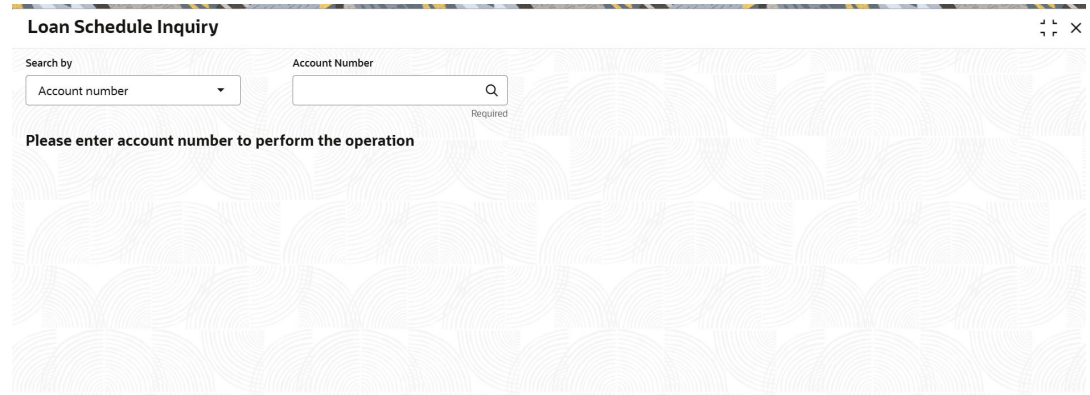 Loan Schedule Inquiry
Search by
Account Number
Account number
Required
Please enter account number to perform the operation